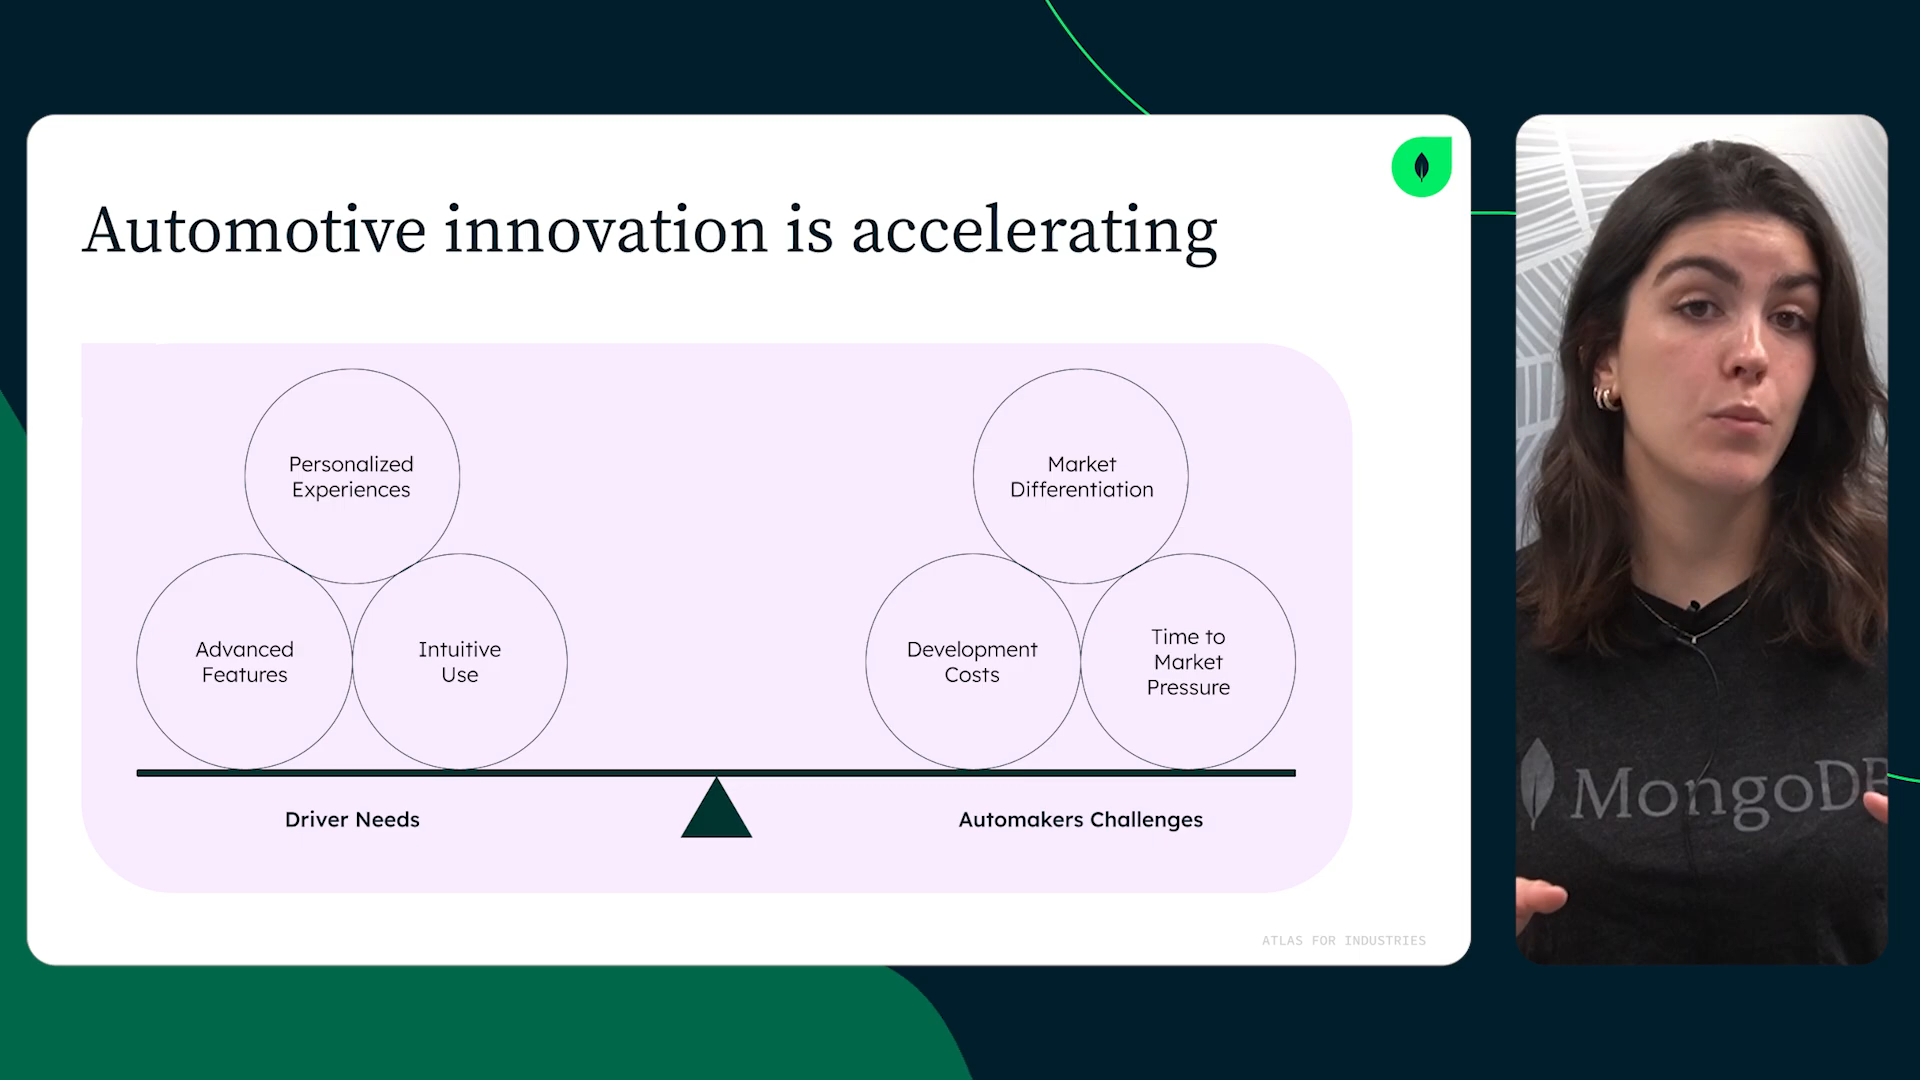 Automotive innovation is accelerating
Personalized
Experiences
Advanced
Features
Intuitive
Use
Market
Differentiation
Development
Costs
Time to
Market
Pressure
Driver Needs
Automakers Challenges
ATLAS FOR INDUSTRIES
MongoDB